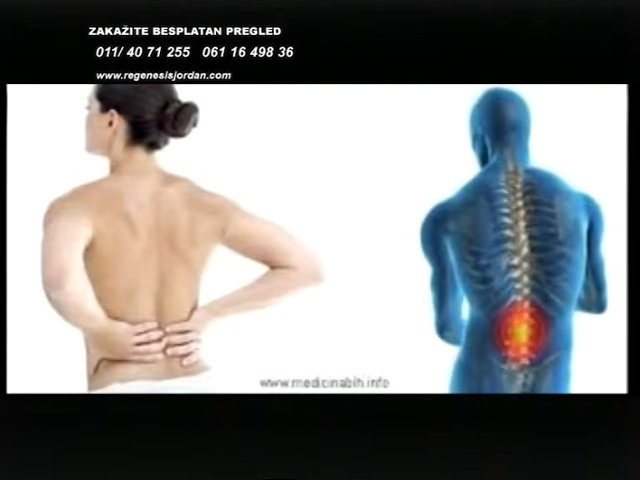 ZAKAŽITE BESPLATAN PREGLED
011/ 40 71 255   061 16 498 36
www.regenesisjordan.com
www.medicinabih.info